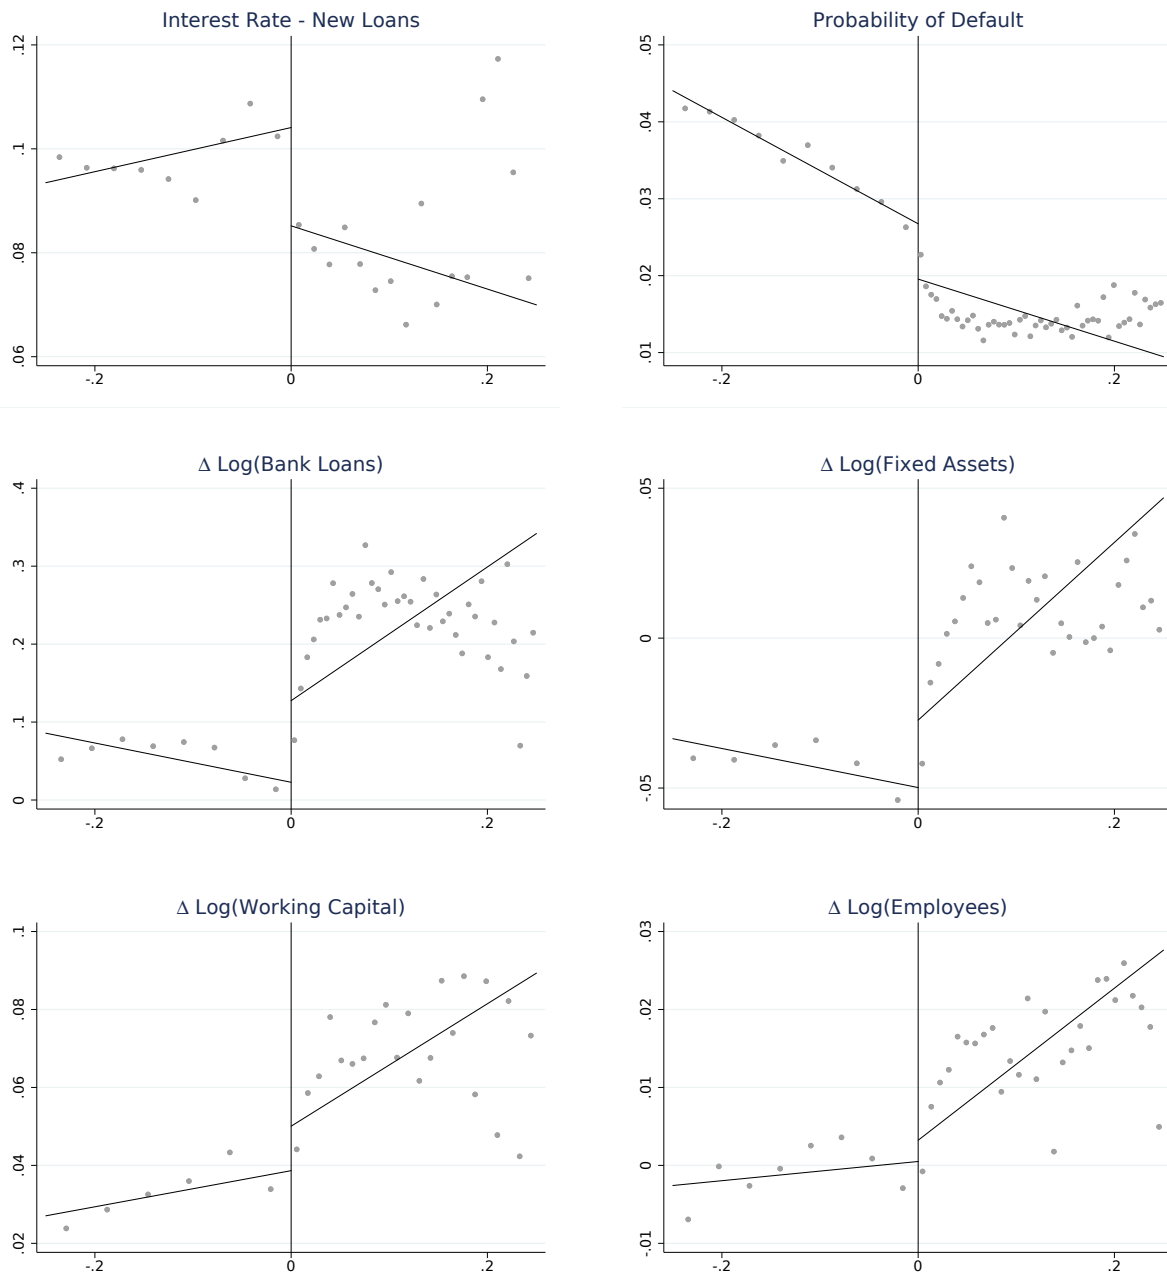 Interest Rate - New Loans
.12
.1
.08
.06
-.2 0 .2
Probability of Default
.05
.04
.03
.02
.01
-.2 0 .2
Δ Log(Bank Loans)
.4
.3
.2
.1
0
-.2 0 .2
Δ Log(Fixed Assets)
.05
0
-.05
-.2 0 .2
Δ Log(Working Capital)
.1
.08
.06
.04
.02
-.2 0 .2
Δ Log(Employees)
.03
.02
.01
0
-.01
-.2 0 .2